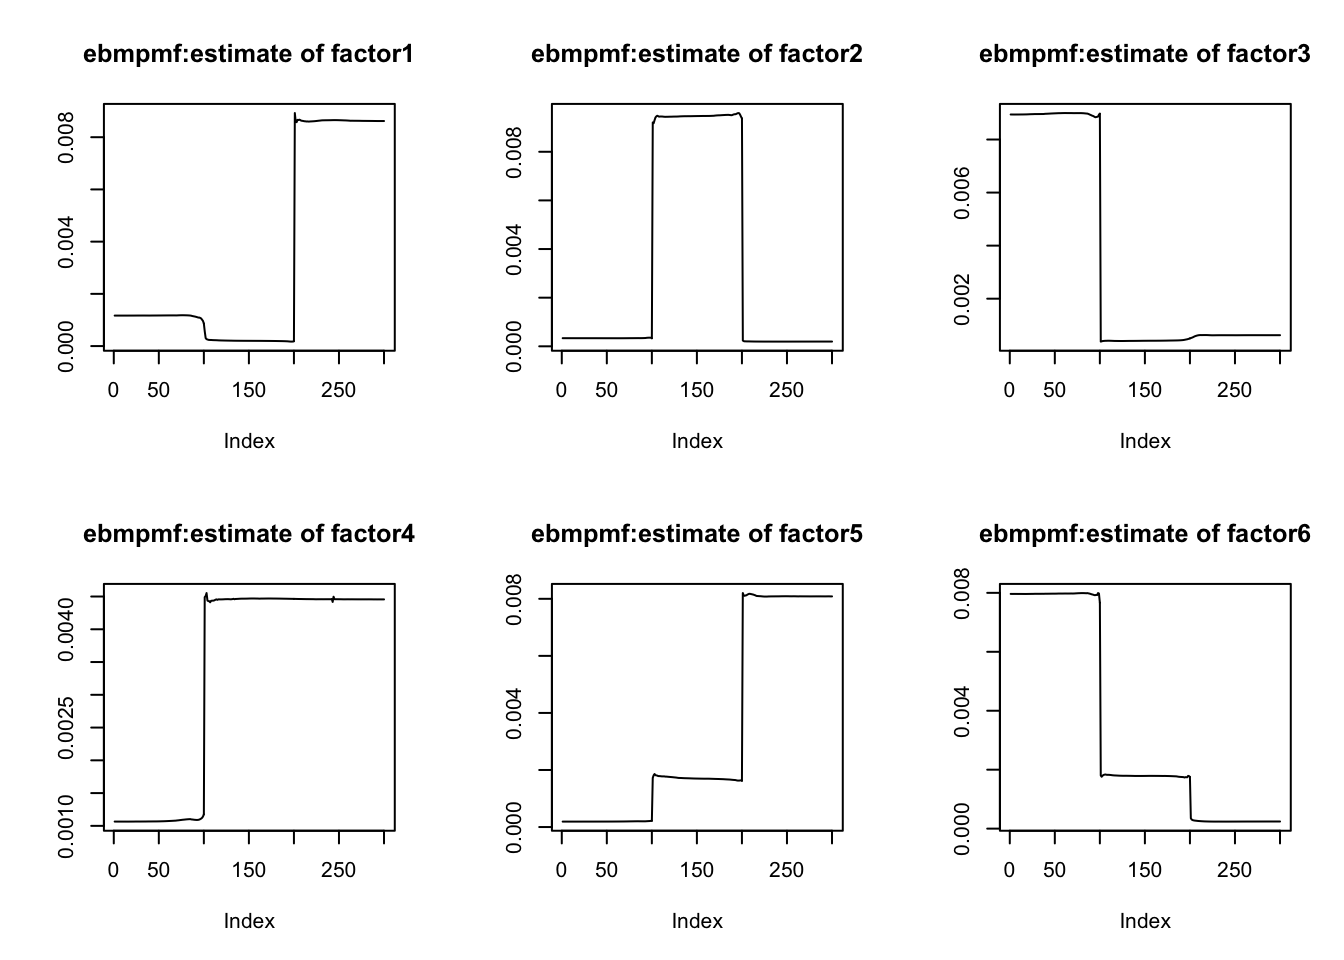 ebmpmf:estimate of factor1
0.008
0.004
0.000
0 50 150 250
Index
ebmpmf:estimate of factor2
0.008
0.004
0.000
0 50 150 250
Index
ebmpmf:estimate of factor3
0.006
0.002
0 50 150 250
Index
ebmpmf:estimate of factor4
0.0040
0.0025
0.0010
0 50 150 250
Index
ebmpmf:estimate of factor5
0.008
0.004
0.000
0 50 150 250
Index
ebmpmf:estimate of factor6
0.008
0.004
0.000
0 50 150 250
Index